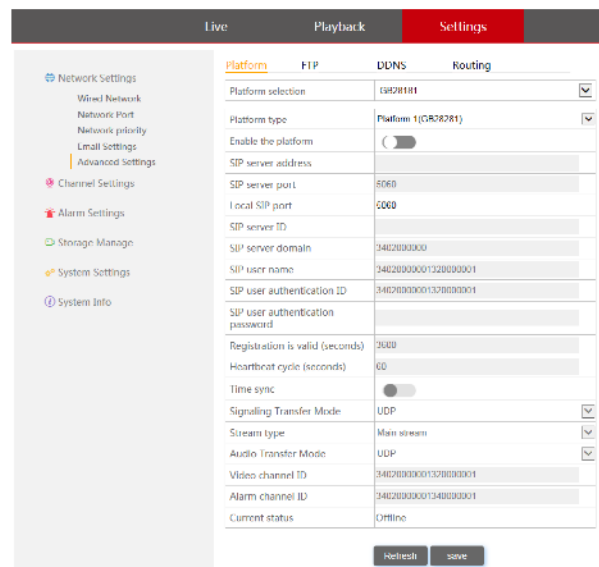 Live Playback Settings
Platform FTP DDNS Routing
Network Settings
Wired Network
Network Port
Network priority
Email Settings
Advanced Settings
Channel Settings
Alarm Settings
Storage Manage
System Settings
System Info
Platform selection GB28181
Platform type Platform 1(GB28281)
Enable the platform
SIP server address
SIP server port 5060
Local SIP port 5060
SIP server ID
SIP server domain 3402000000
SIP user name 34020000001320000001
SIP user authentication ID 34020000001320000001
SIP user authentication
password
Registration is valid (seconds) 3600
Heartbeat cycle (seconds) 60
Time sync
Signaling Transfer Mode UDP
Stream type Main stream
Audio Transfer Mode UDP
Video channel ID 34020000001320000001
Alarm channel ID 34020000001340000001
Current status Offline
Refresh save